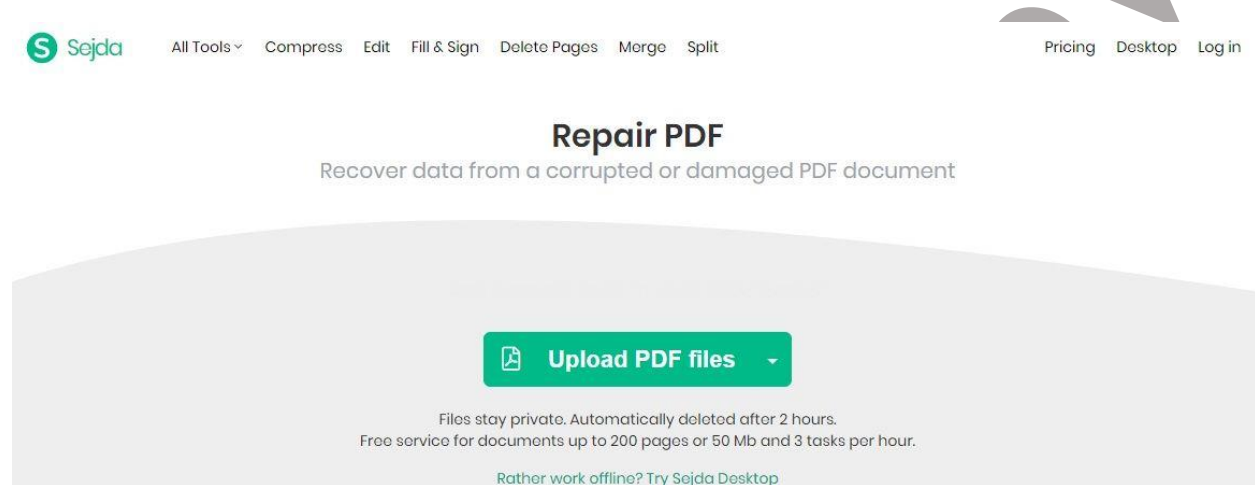 S Sejda All Tools Compress Edit Fill & Sign Delete Pages Merge Split Pricing Desktop Log in
Repair PDF
Recover data from a corrupted or damaged PDF document
Upload PDF files
Files stay private. Automatically deleted after 2 hours.
Free service for documents up to 200 pages or 50 Mb and 3 tasks per hour.
Rather work offline? Try Sejda Desktop